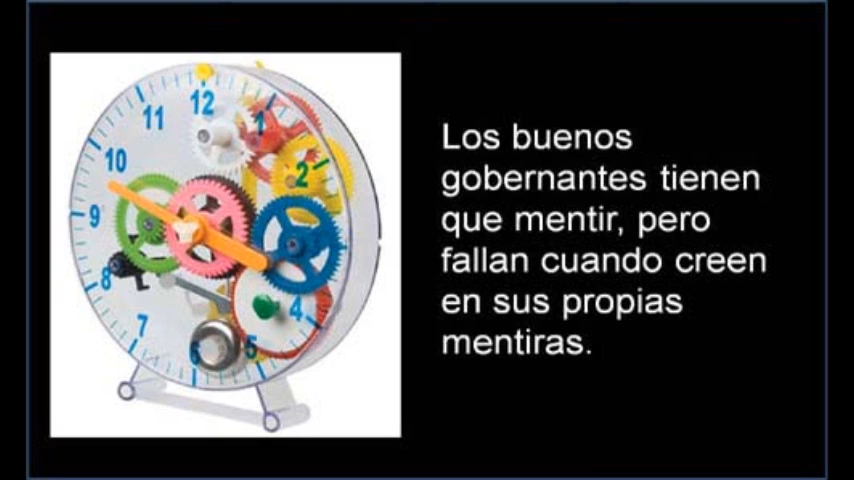 12
11
1
10
2
9
8
4
7
5
6
Los buenos
gobernantes tienen
que mentir, pero
fallan cuando creen
en sus propias
mentiras.